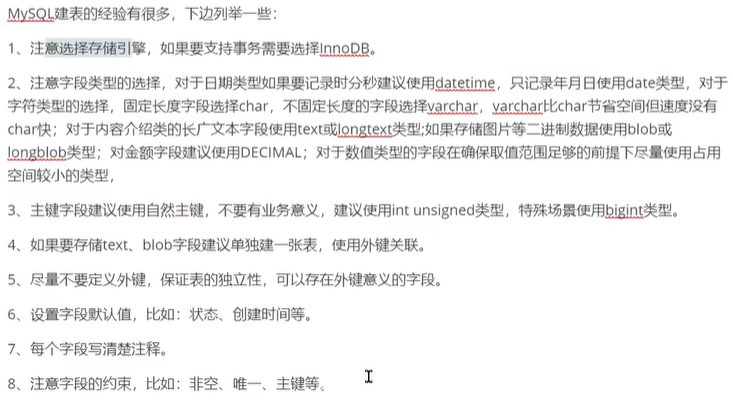 MySQL建表的经验有很多，下边列举一些：
1、注意选择存储引擎，如果要支持事务需要选择InnoDB。
2、注意字段类型的选择，对于日期类型如果要记录时分秒建议使用datetime，只记录年月日使用date类型，对于
字符类型的选择，固定长度字段选择char，不固定长度的字段选择varchar，varchar比char节省空间但速度没有
char快；对于内容介绍类的长广文本字段使用text或longtext类型;如果存储图片等二进制数据使用blob或
longblob类型；对金额字段建议使用DECIMAL；对于数值类型的字段在确保取值范围足够的前提下尽量使用占用
空间较小的类型，
3、主键字段建议使用自然主键，不要有业务意义，建议使用int unsigned类型，特殊场景使用bigint类型。
4、如果要存储text、blob字段建议单独建一张表，使用外键关联。
5、尽量不要定义外键，保证表的独立性，可以存在外键意义的字段。
6、设置字段默认值，比如：状态、创建时间等。
7、每个字段写清楚注释。
8、注意字段的约束，比如：非空、唯一、主键等。